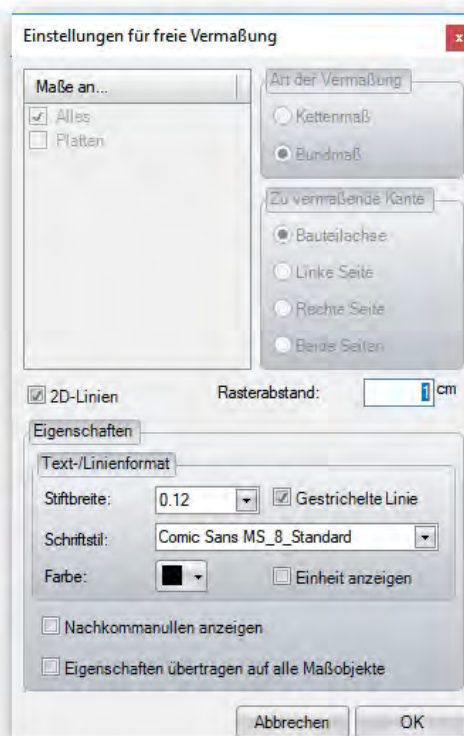 Einstellungen für freie Vermaßung
x
Maße an...
Alles
Platten
Art der Vermaßung
Kettenmaß
Bundmaß
Zu vermaßende Kante
Bauteilachse
Linke Seite
Rechte Seite
Beide Seiten
2D-Linien
Rasterabstand: 1 cm
Eigenschaften
Text-/Linienformat
Stiftbreite: 0.12 Gestrichelte Linie
Schriftstil: Comic Sans MS_8_Standard
Farbe: Einheit anzeigen
Nachkommanullen anzeigen
Eigenschaften übertragen auf alle Maßobjekte
Abbrechen OK